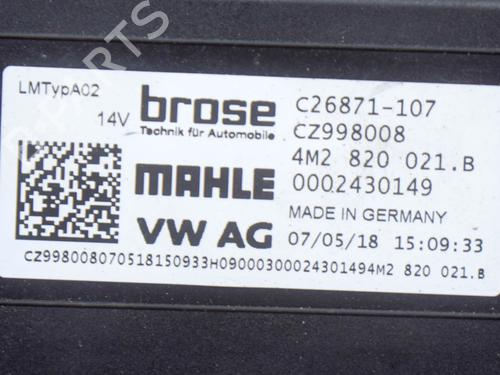 LMTypA02
14V
brose
Technik für Automobile
MAHLE
VW AG
C26871-107
CZ998008
4M2 820 021.B
0002430149
MADE IN GERMANY
07/05/18 15:09:33
CZ998008070518150933H09000300024301494M2 820 021.B
PARTS